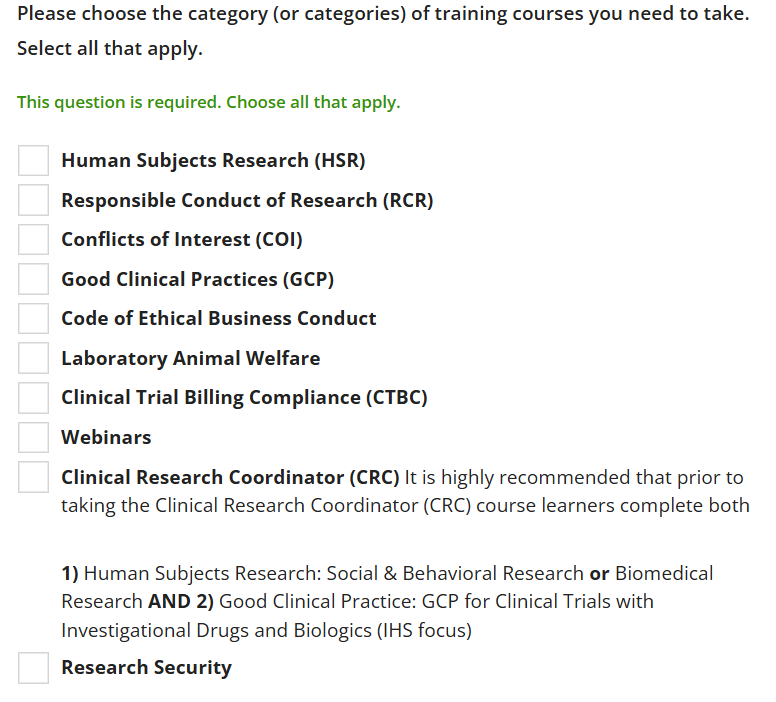 Please choose the category (or categories) of training courses you need to take.
Select all that apply.
This question is required. Choose all that apply.
Human Subjects Research (HSR)
Responsible Conduct of Research (RCR)
Conflicts of Interest (COI)
Good Clinical Practices (GCP)
Code of Ethical Business Conduct
Laboratory Animal Welfare
Clinical Trial Billing Compliance (CTBC)
Webinars
Clinical Research Coordinator (CRC) It is highly recommended that prior to
taking the Clinical Research Coordinator (CRC) course learners complete both
1) Human Subjects Research: Social & Behavioral Research or Biomedical
Research AND 2) Good Clinical Practice: GCP for Clinical Trials with
Investigational Drugs and Biologics (IHS focus)
Research Security